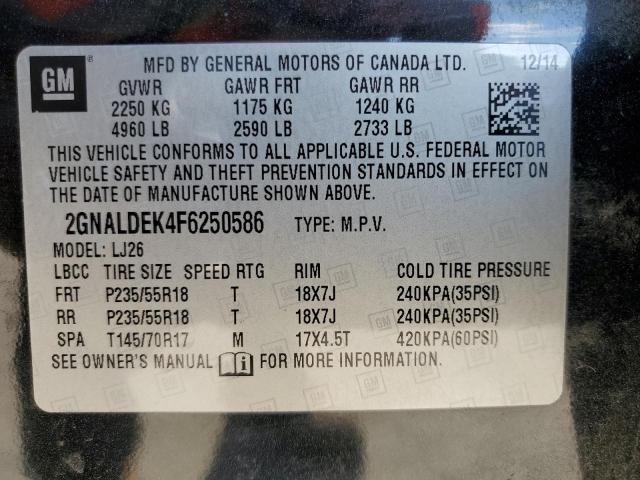 GM ®
MFD BY GENERAL MOTORS OF CANADA LTD. 12/14
GVWR GAWR FRT GAWR RR
2250 KG 1175 KG 1240 KG
4960 LB 2590 LB 2733 LB
THIS VEHICLE CONFORMS TO ALL APPLICABLE U.S. FEDERAL MOTOR
VEHICLE SAFETY AND THEFT PREVENTION STANDARDS IN EFFECT ON
THE DATE OF MANUFACTURE SHOWN ABOVE.
2GNALDEK4F6250586 TYPE: M.P.V.
MODEL: LJ26
LBCC TIRE SIZE SPEED RTG RIM COLD TIRE PRESSURE
FRT P235/55R18 T 18X7J 240KPA(35PSI)
RR P235/55R18 T 18X7J 240KPA(35PSI)
SPA T145/70R17 M 17X4.5T 420KPA(60PSI)
SEE OWNER'S MANUAL i FOR MORE INFORMATION.